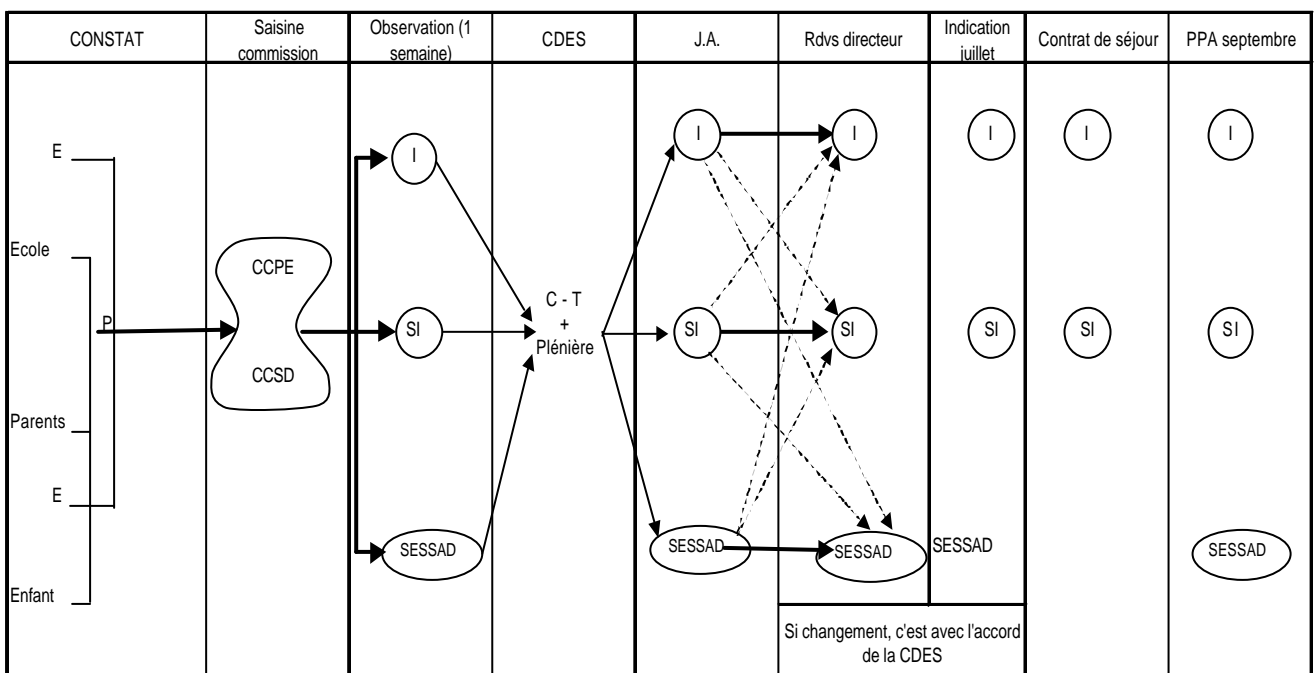 CONSTAT
Saisine
commission
Observation (1
semaine)
CDES
J.A.
Rdvs directeur
Indication
juillet
Contrat de séjour
PPA septembre
E
Ecole
P
Parents
E
Enfant
CCPE
CCSD
I
SI
SESSAD
C - T
+
Plénière
I
SI
SESSAD
I
SI
SESSAD
Si changement, c'est avec l'accord
de la CDES
I
SI
SESSAD
I
SI
I
SI
SESSAD